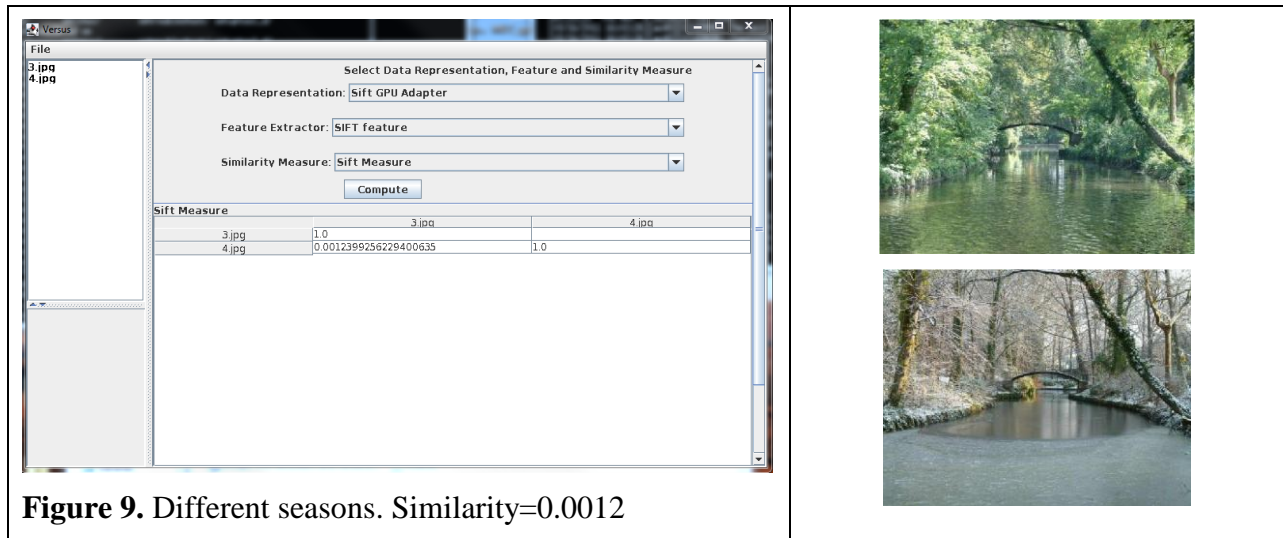 Versus
File
3.jpg
4.jpg
Select Data Representation, Feature and Similarity Measure
Data Representation: Sift GPU Adapter
Feature Extractor: SIFT feature
Similarity Measure: Sift Measure
Compute
Sift Measure
3.jpg 4.jpg
3.jpg 1.0
4.jpg 0.0012399256229400635 1.0
Figure 9. Different seasons. Similarity=0.0012